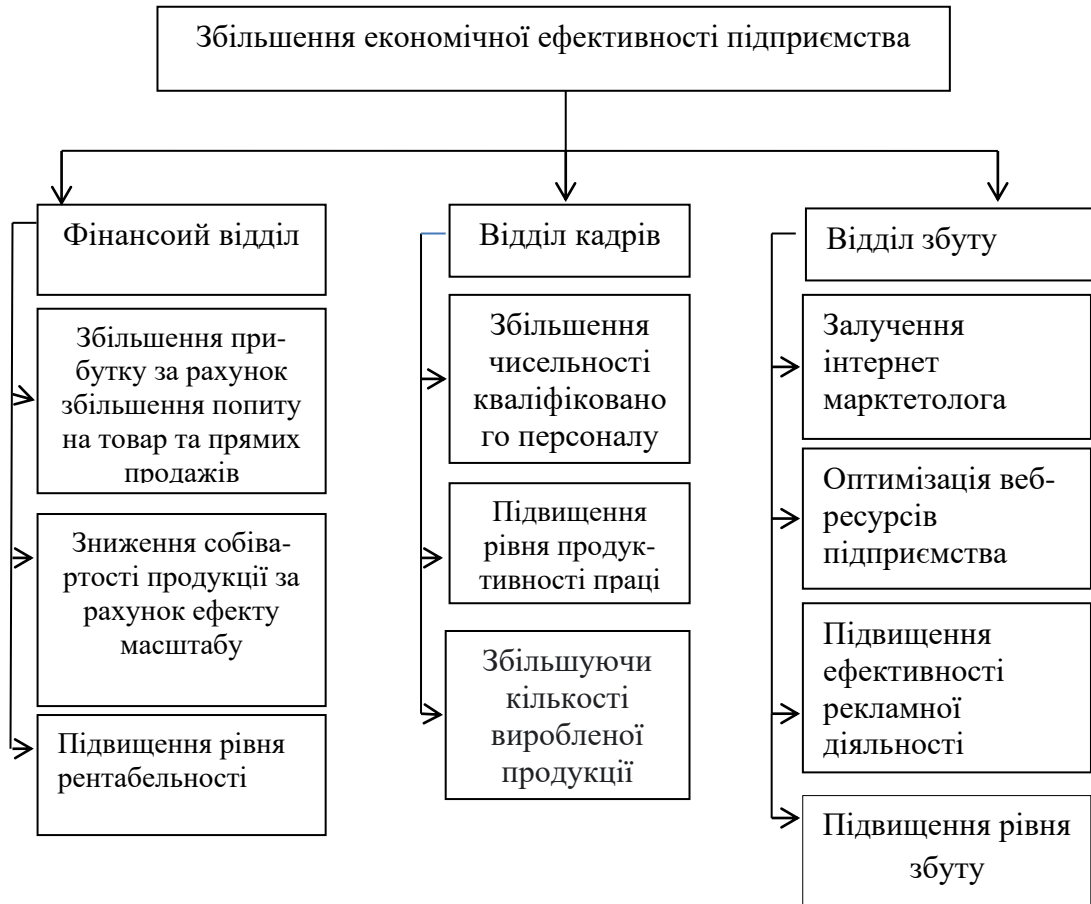 Збільшення економічної ефективності підприємства
Фінансоий відділ
Збільшення при-
бутку за рахунок
збільшення попиту
на товар та прямих
продажів
Зниження собіва-
ртості продукції за
рахунок ефекту
масштабу
Підвищення рівня
рентабельності
Відділ кадрів
Збільшення
чисельності
кваліфіковано
го персоналу
Підвищення
рівня продук-
тивності праці
Збільшуючи
кількості
виробленої
продукції
Відділ збуту
Залучення
інтернет
марктетолога
Оптимізація веб-
ресурсів
підприємства
Підвищення
ефективності
рекламної
діяльності
Підвищення рівня
збуту